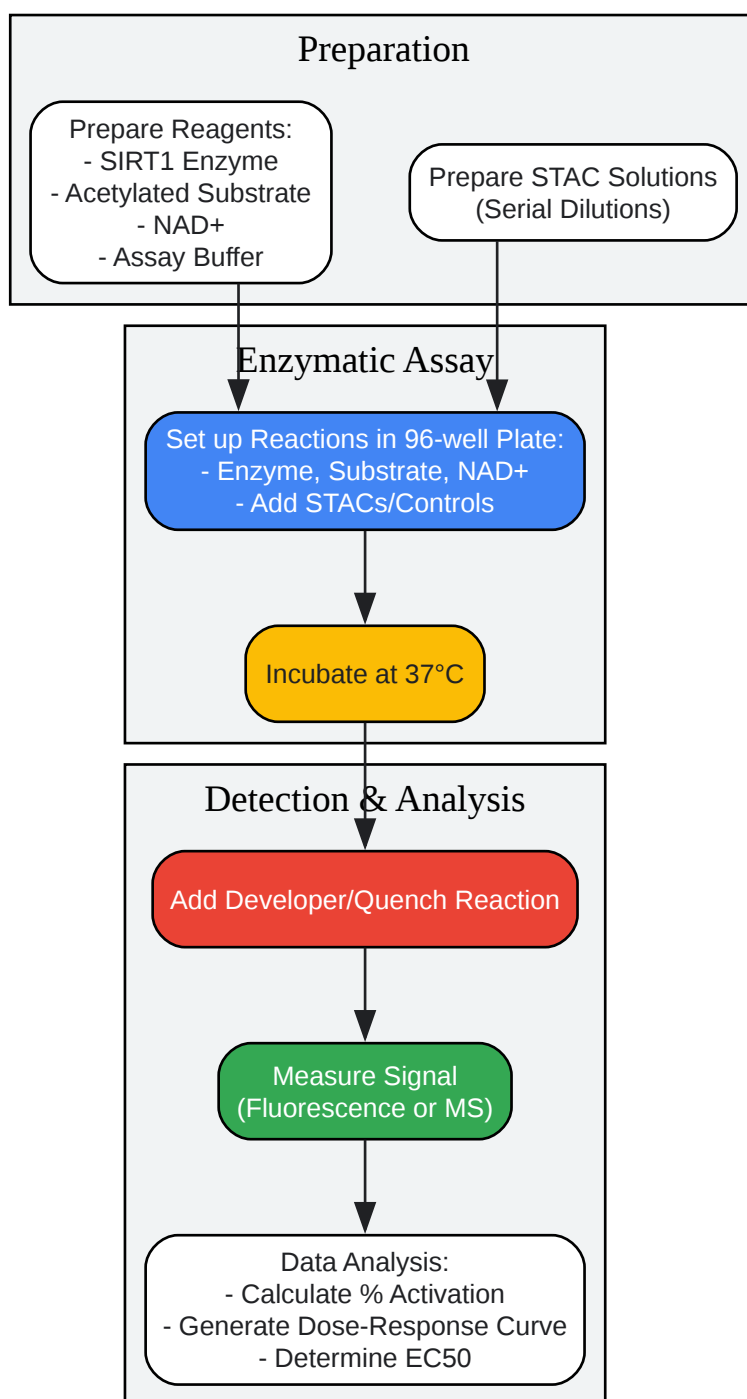 Preparation
Prepare Reagents:
- SIRT1 Enzyme
- Acetylated Substrate
- NAD+
- Assay Buffer
Prepare STAC Solutions
(Serial Dilutions)
Enzymatic Assay
Set up Reactions in 96-well Plate:
- Enzyme, Substrate, NAD+
- Add STACs/Controls
Incubate at 37°C
Detection & Analysis
Add Developer/Quench Reaction
Measure Signal
(Fluorescence or MS)
Data Analysis:
- Calculate % Activation
- Generate Dose-Response Curve
- Determine EC50